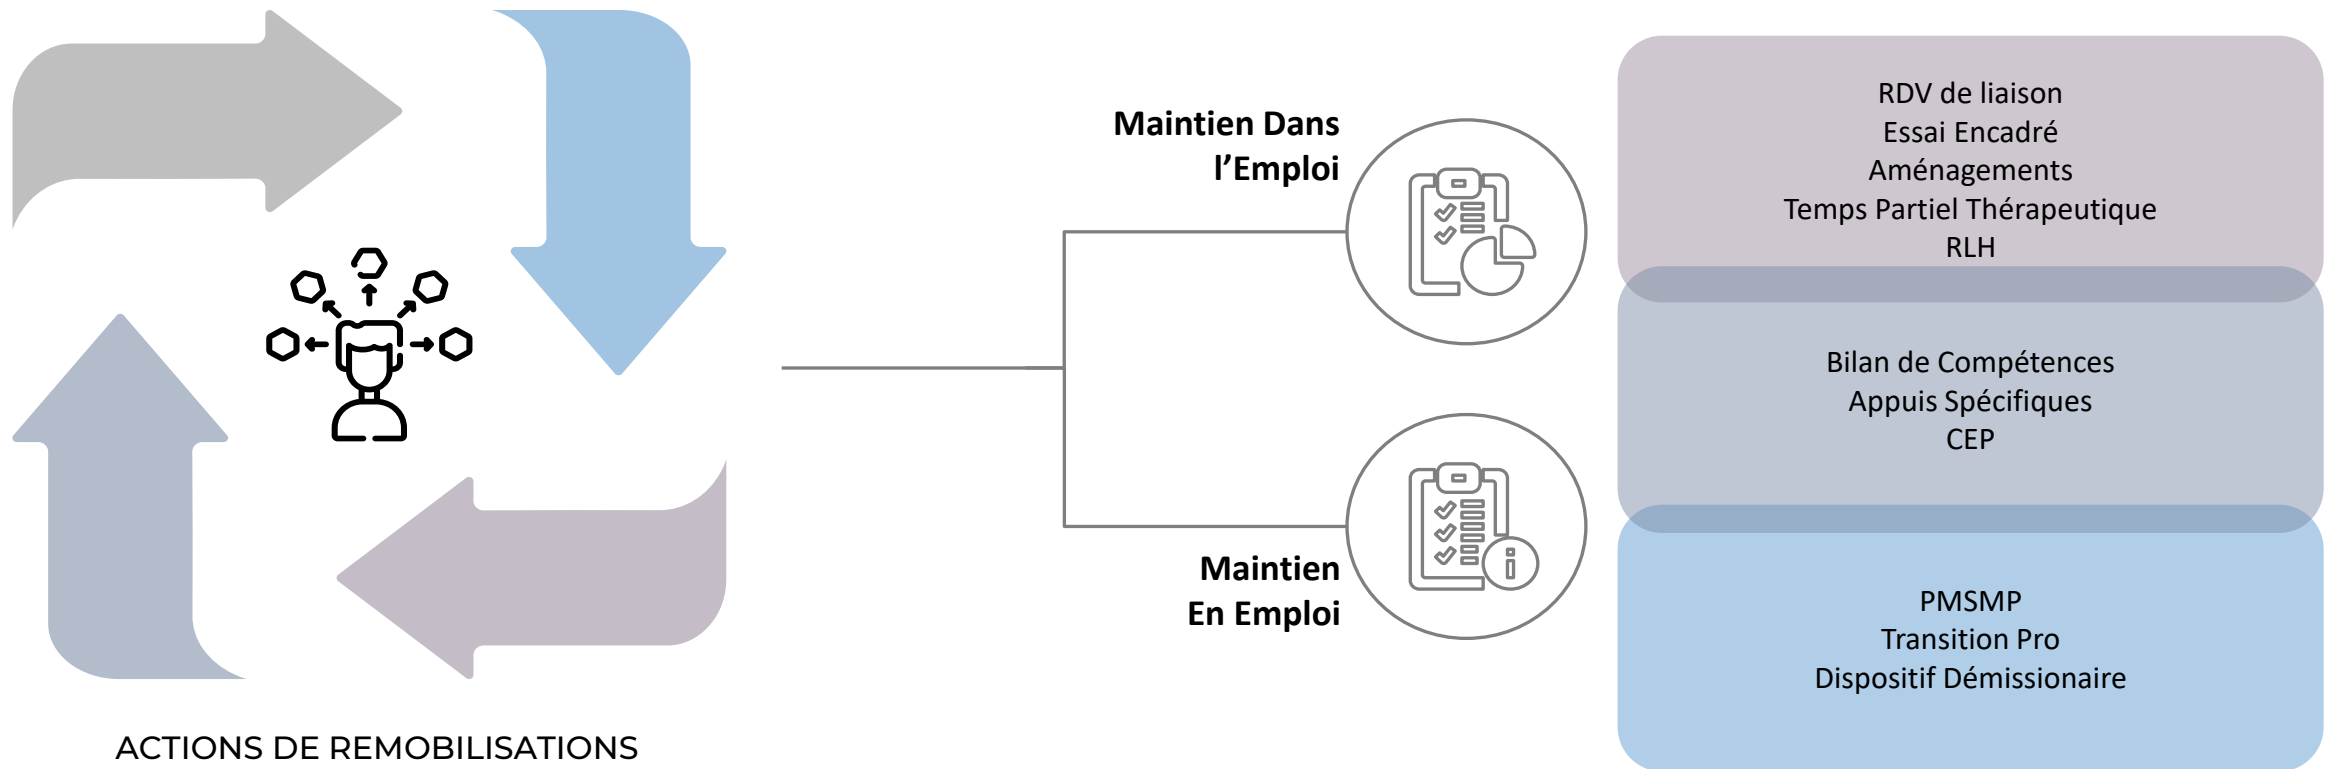 ACTIONS DE REMOBILISATIONS
Maintien Dans
l’Emploi
Maintien
En Emploi
RDV de liaison
Essai Encadré
Aménagements
Temps Partiel Thérapeutique
RLH
Bilan de Compétences
Appuis Spécifiques
CEP
PMSMP
Transition Pro
Dispositif Démissionaire